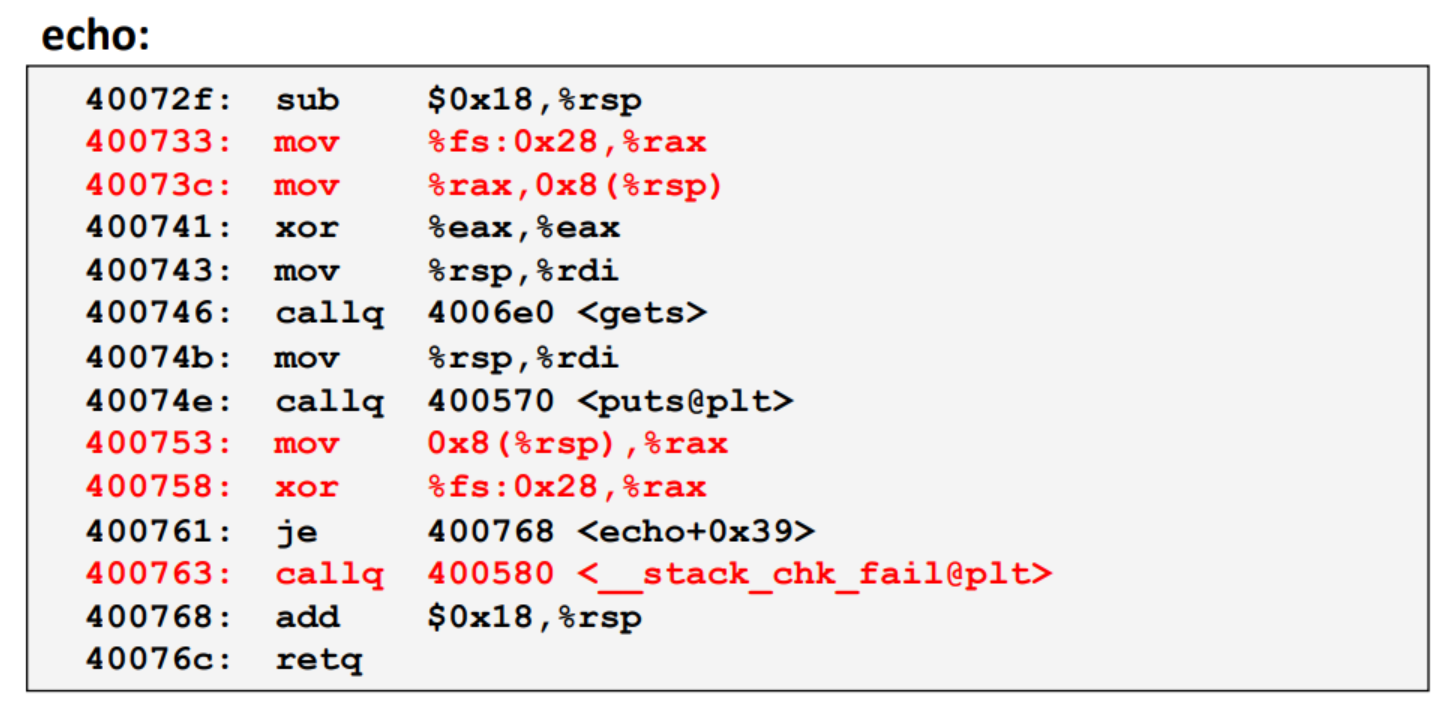 echo:
40072f: sub $0x18,%rsp
400733: mov %fs:0x28,%rax
40073c: mov %rax,0x8(%rsp)
400741: xor %eax,%eax
400743: mov %rsp,%rdi
400746: callq 4006e0 <gets>
40074b: mov %rsp,%rdi
40074e: callq 400570 <puts@plt>
400753: mov 0x8(%rsp),%rax
400758: xor %fs:0x28,%rax
400761: je 400768 <echo+0x39>
400763: callq 400580 <__stack_chk_fail@plt>
400768: add $0x18,%rsp
40076c: retq